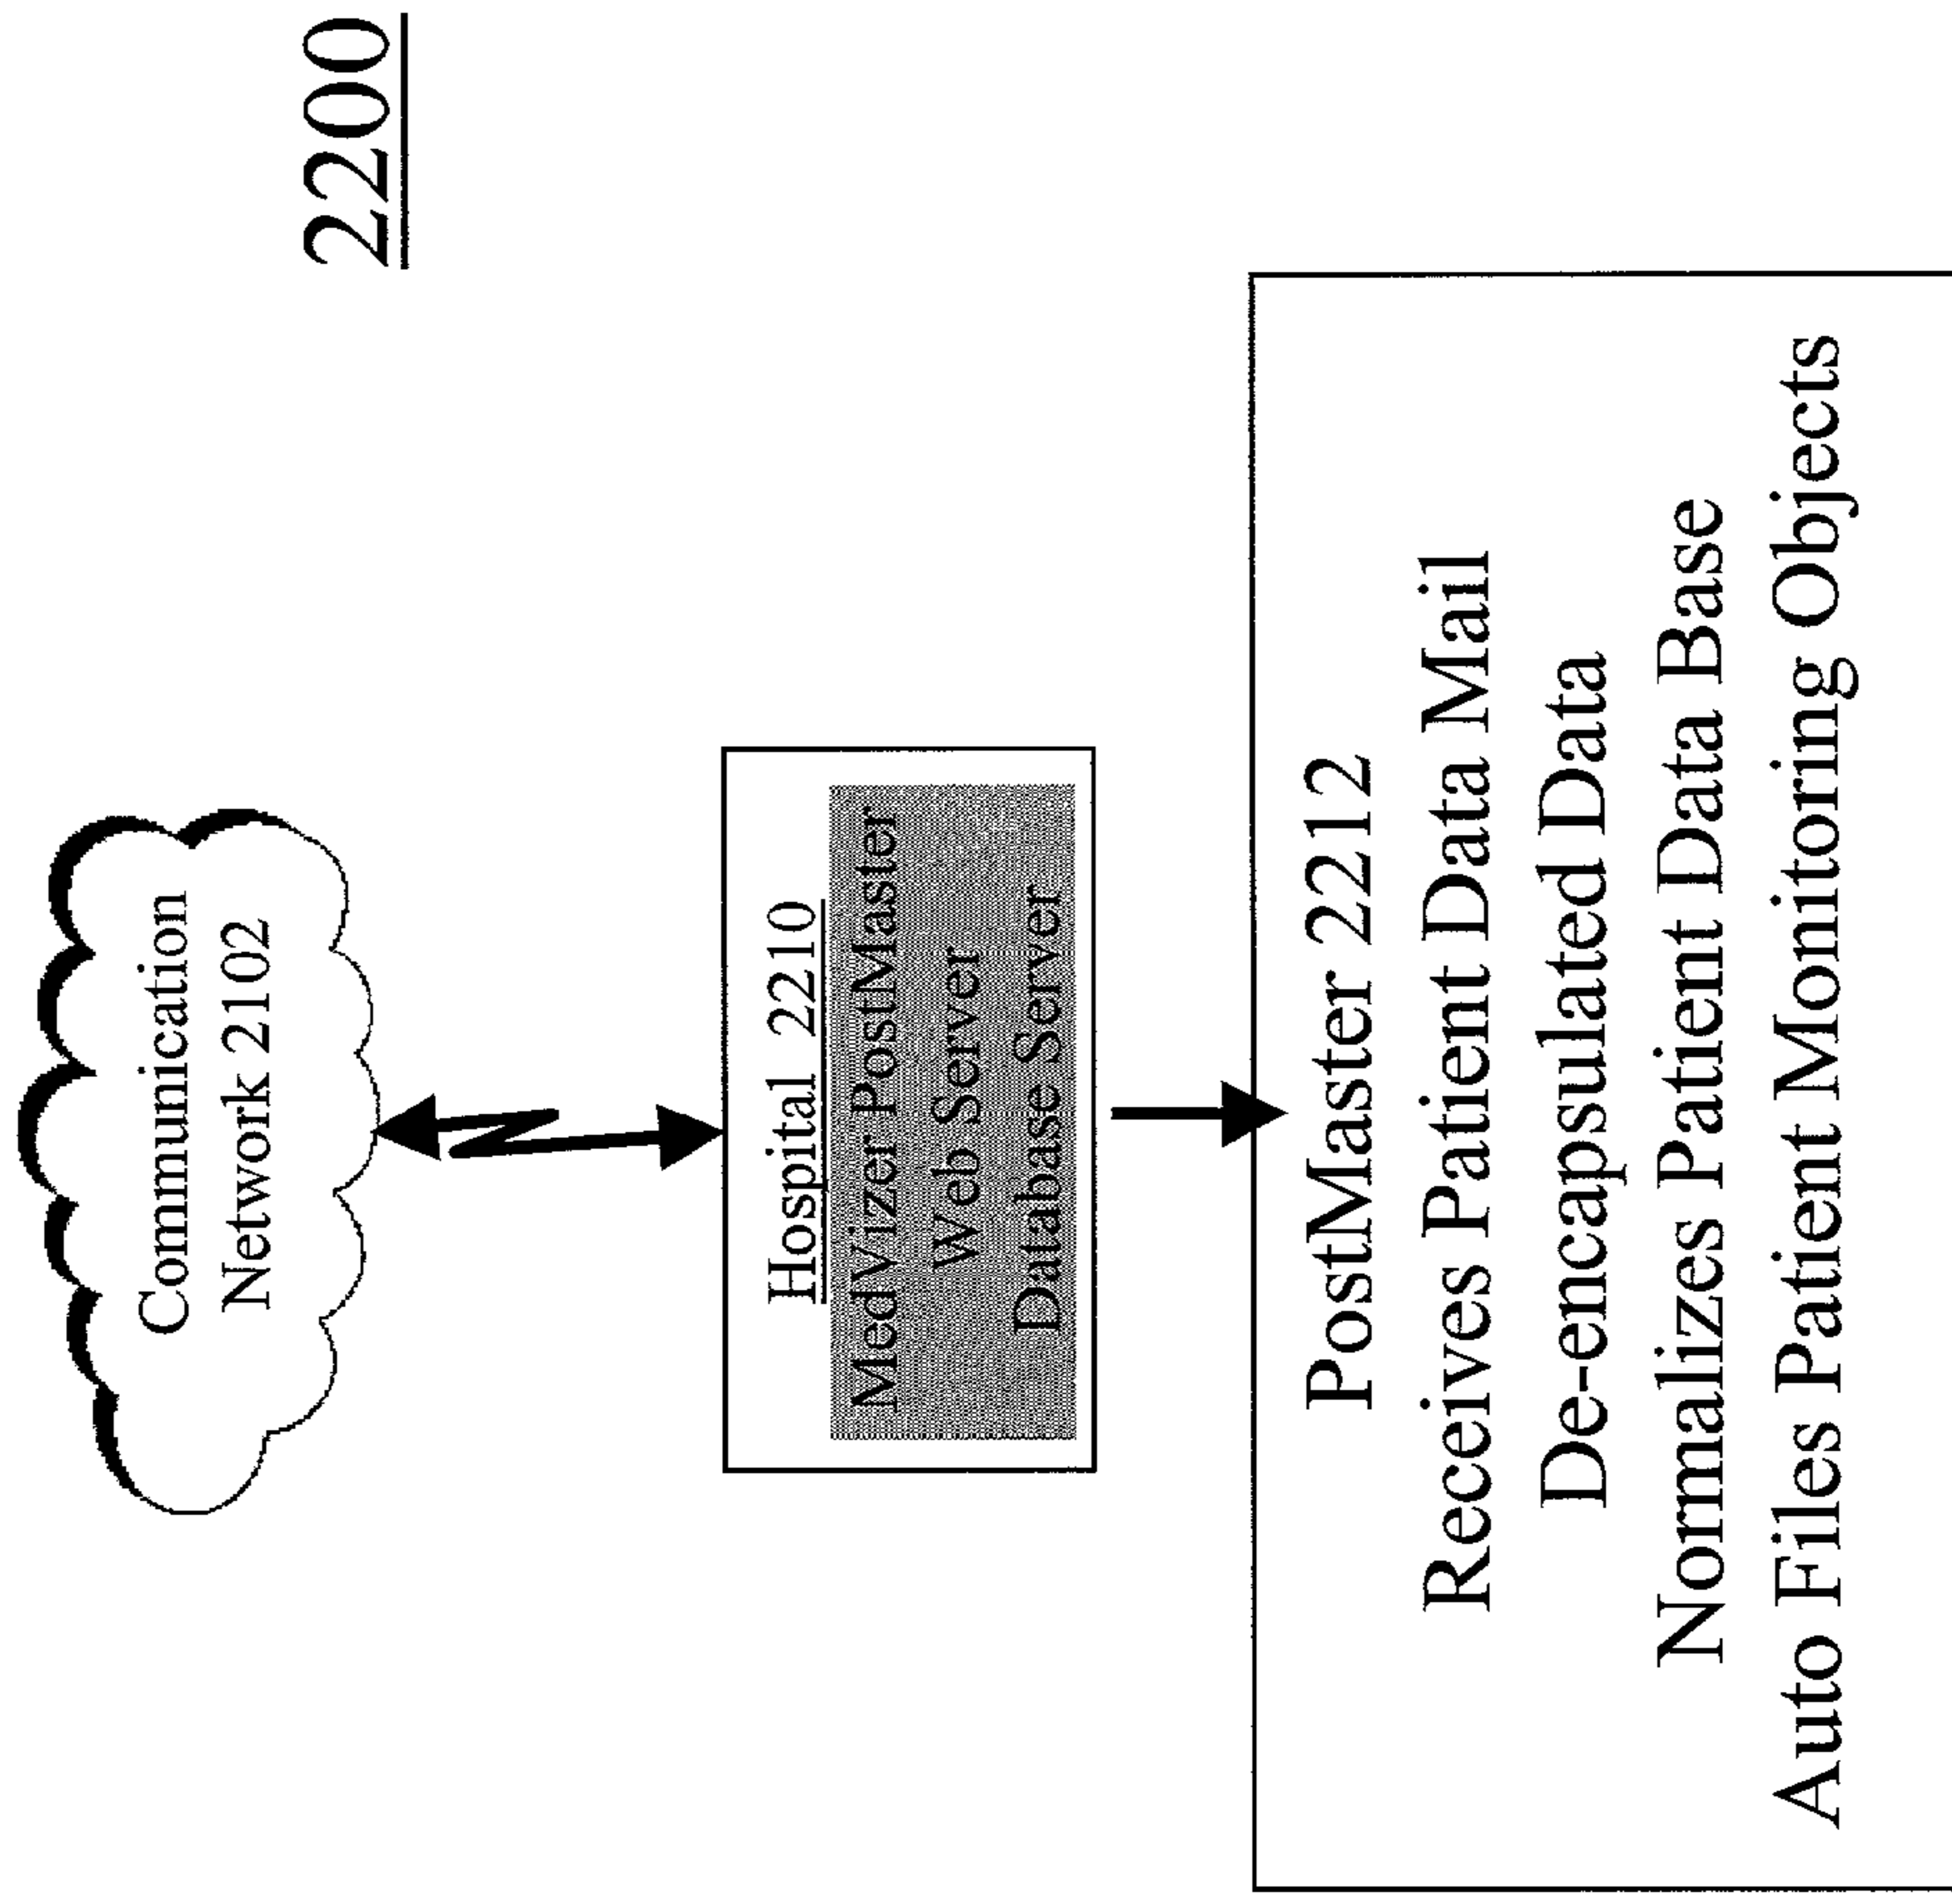 2200
Communication
Network 2102
Hospital 2210
MedVizer PostMaster
Web Server
Database Server
PostMaster 2212
Receives Patient Data Mail
De-encapsulated Data
Normalizes Patient Data Base
Auto Files Patient Monitoring Objects